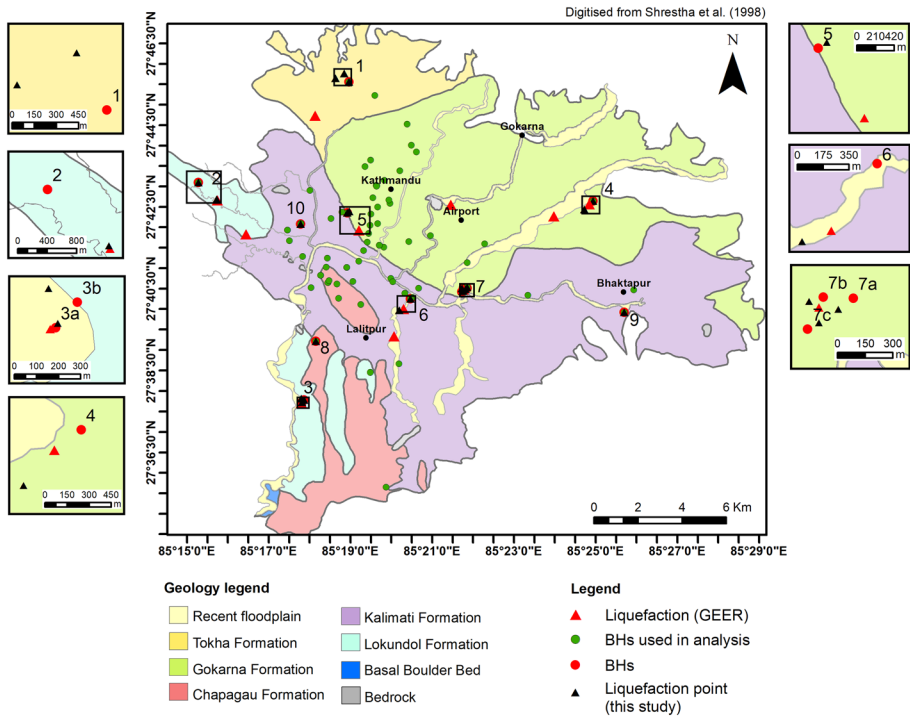 Digitised from Shrestha et al. (1998)
27°46'30"N
27°44'30"N
27°42'30"N
27°40'30"N
27°38'30"N
27°36'30"N
85°15'0"E
85°17'0"E
85°19'0"E
85°21'0"E
85°23'0"E
85°25'0"E
85°27'0"E
85°29'0"E
N
1
Gokarna
Kathmandu
2
4
Airport
10
5
Bhaktapur
7
6
9
Lalitpur
8
3
0 2 4 6 Km
1
0 150 300 450
m
2
0 400 800
m
3b
3a
0 100 200 300
m
4
0 150 300 450
m
5
0 210420
m
6
0 175 350
m
7b 7a
7c
0 150 300
m
Geology legend
Recent floodplain
Tokha Formation
Gokarna Formation
Chapagau Formation
Kalimati Formation
Lokundol Formation
Basal Boulder Bed
Bedrock
Legend
Liquefaction (GEER)
BHs used in analysis
BHs
Liquefaction point
(this study)